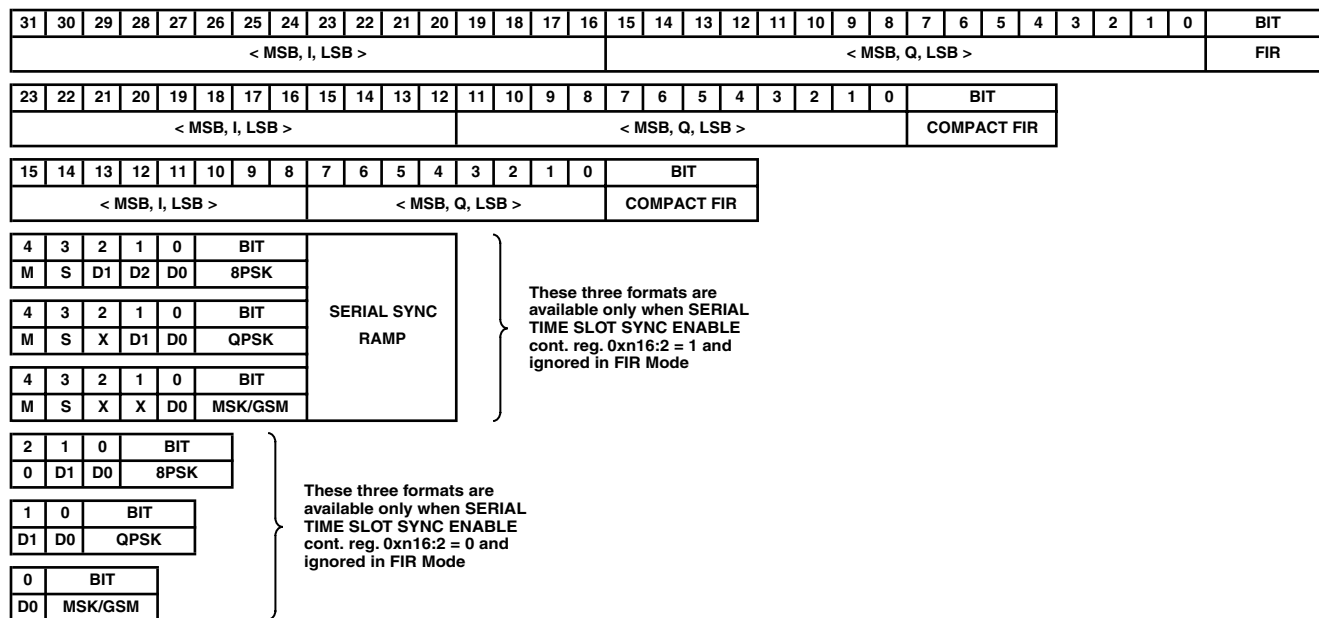 31 30 29 28 27 26 25 24 23 22 21 20 19 18 17 16 15 14 13 12 11 10 9 8 7 6 5 4 3 2 1 0 BIT
< MSB, I, LSB > < MSB, Q, LSB > FIR
23 22 21 20 19 18 17 16 15 14 13 12 11 10 9 8 7 6 5 4 3 2 1 0 BIT
< MSB, I, LSB > < MSB, Q, LSB > COMPACT FIR
15 14 13 12 11 10 9 8 7 6 5 4 3 2 1 0 BIT
< MSB, I, LSB > < MSB, Q, LSB > COMPACT FIR
4 3 2 1 0 BIT
M S D1 D2 D0 8PSK
4 3 2 1 0 BIT
M S X D1 D0 QPSK
4 3 2 1 0 BIT
M S X X D0 MSK/GSM
SERIAL SYNC
RAMP
These three formats are
available only when SERIAL
TIME SLOT SYNC ENABLE
cont. reg. 0xn16:2 = 1 and
ignored in FIR Mode
2 1 0 BIT
0 D1 D0 8PSK
1 0 BIT
D1 D0 QPSK
0 BIT
D0 MSK/GSM
These three formats are
available only when SERIAL
TIME SLOT SYNC ENABLE
cont. reg. 0xn16:2 = 0 and
ignored in FIR Mode